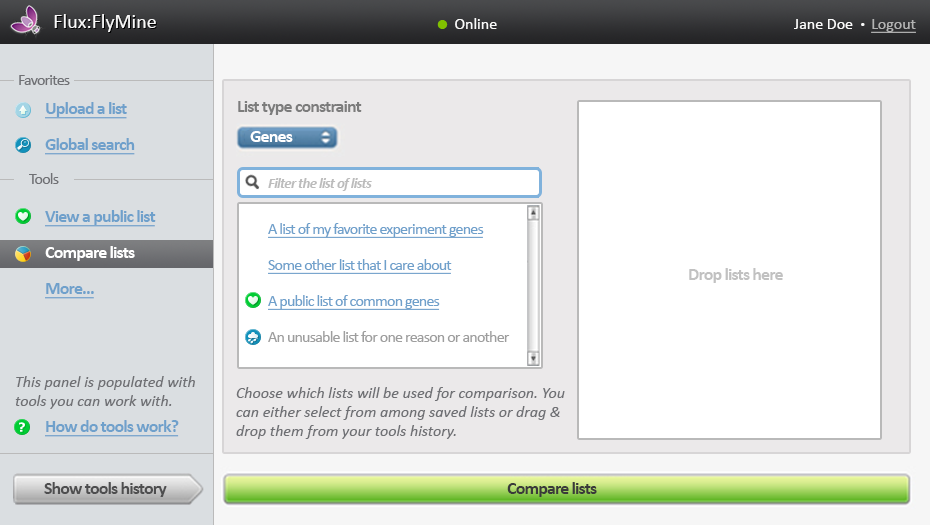 Flux:FlyMine
Online
Jane Doe • Logout
Favorites
Upload a list
Global search
Tools
View a public list
Compare lists
More...
This panel is populated with
tools you can work with.
How do tools work?
Show tools history
List type constraint
Genes
Filter the list of lists
A list of my favorite experiment genes
Some other list that I care about
A public list of common genes
An unusable list for one reason or another
Choose which lists will be used for comparison. You
can either select from among saved lists or drag &
drop them from your tools history.
Drop lists here
Compare lists